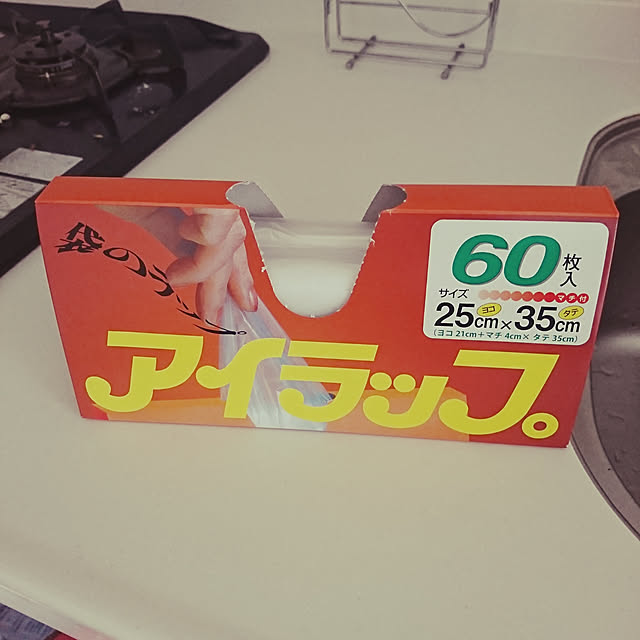 袋のラップ。
アイラップ。
60枚入
サイズ マチ付
25cm ヨコ × 35cm タテ
(ヨコ 21cm+マチ 4cm× タテ 35cm)